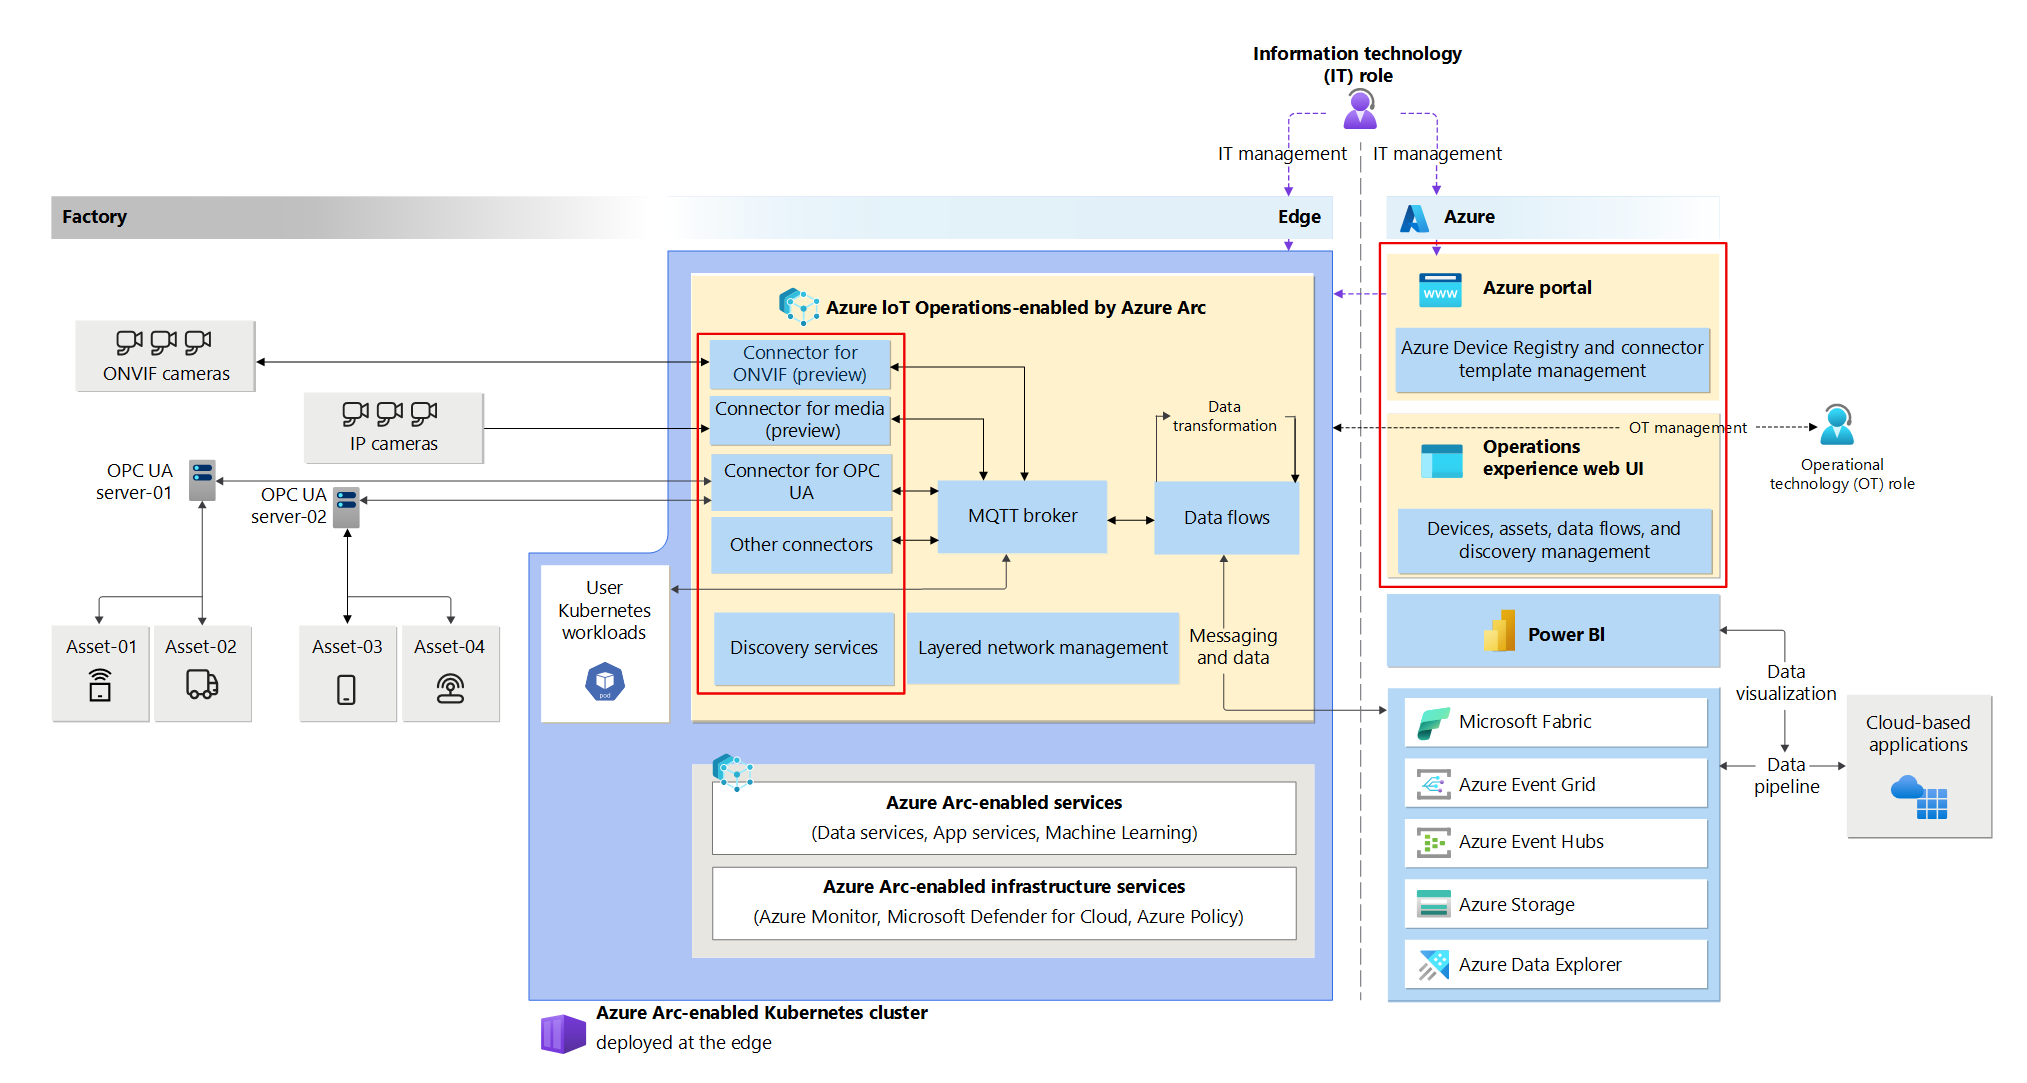 Information technology
(IT) role
IT management
IT management
Factory
Edge
Azure
Azure IoT Operations-enabled by Azure Arc
www
Azure portal
Azure Device Registry and connector
template management
ONVIF cameras
IP cameras
Connector for
ONVIF (preview)
Connector for media
(preview)
Connector for OPC
UA
Other connectors
Discovery services
Layered network management
MQTT broker
Data
transformation
Data flows
Messaging
and data
OT management
Operations
experience web UI
Devices, assets, data flows, and
discovery management
Operational
technology (OT) role
OPC UA
server-01
OPC UA
server-02
Asset-01
Asset-02
Asset-03
Asset-04
User
Kubernetes
workloads
pod
Power BI
Data
visualization
Data
pipeline
Cloud-based
applications
Microsoft Fabric
Azure Event Grid
Azure Event Hubs
Azure Storage
Azure Data Explorer
Azure Arc-enabled services
(Data services, App services, Machine Learning)
Azure Arc-enabled infrastructure services
(Azure Monitor, Microsoft Defender for Cloud, Azure Policy)
Azure Arc-enabled Kubernetes cluster
deployed at the edge